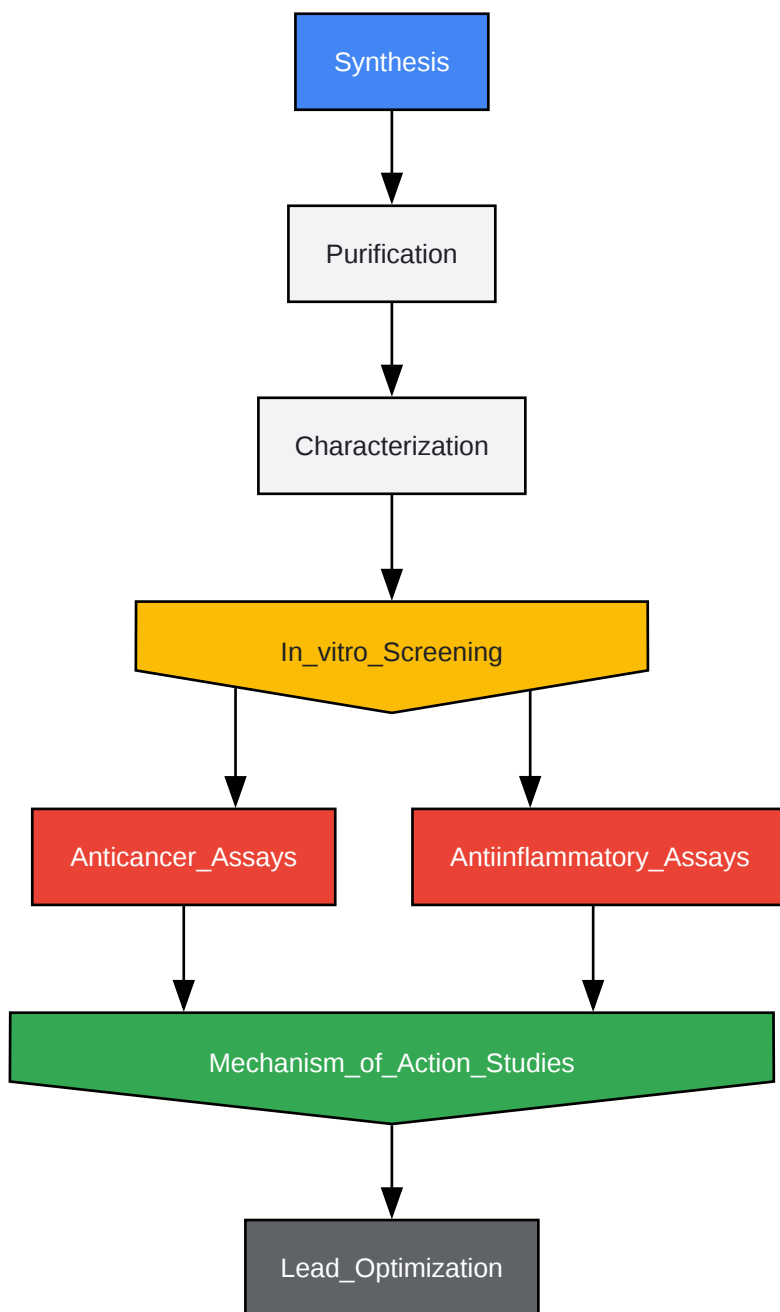 Synthesis
Purification
Characterization
In_vitro_Screening
Anticancer_Assays
Antiinflammatory_Assays
Mechanism_of_Action_Studies
Lead_Optimization